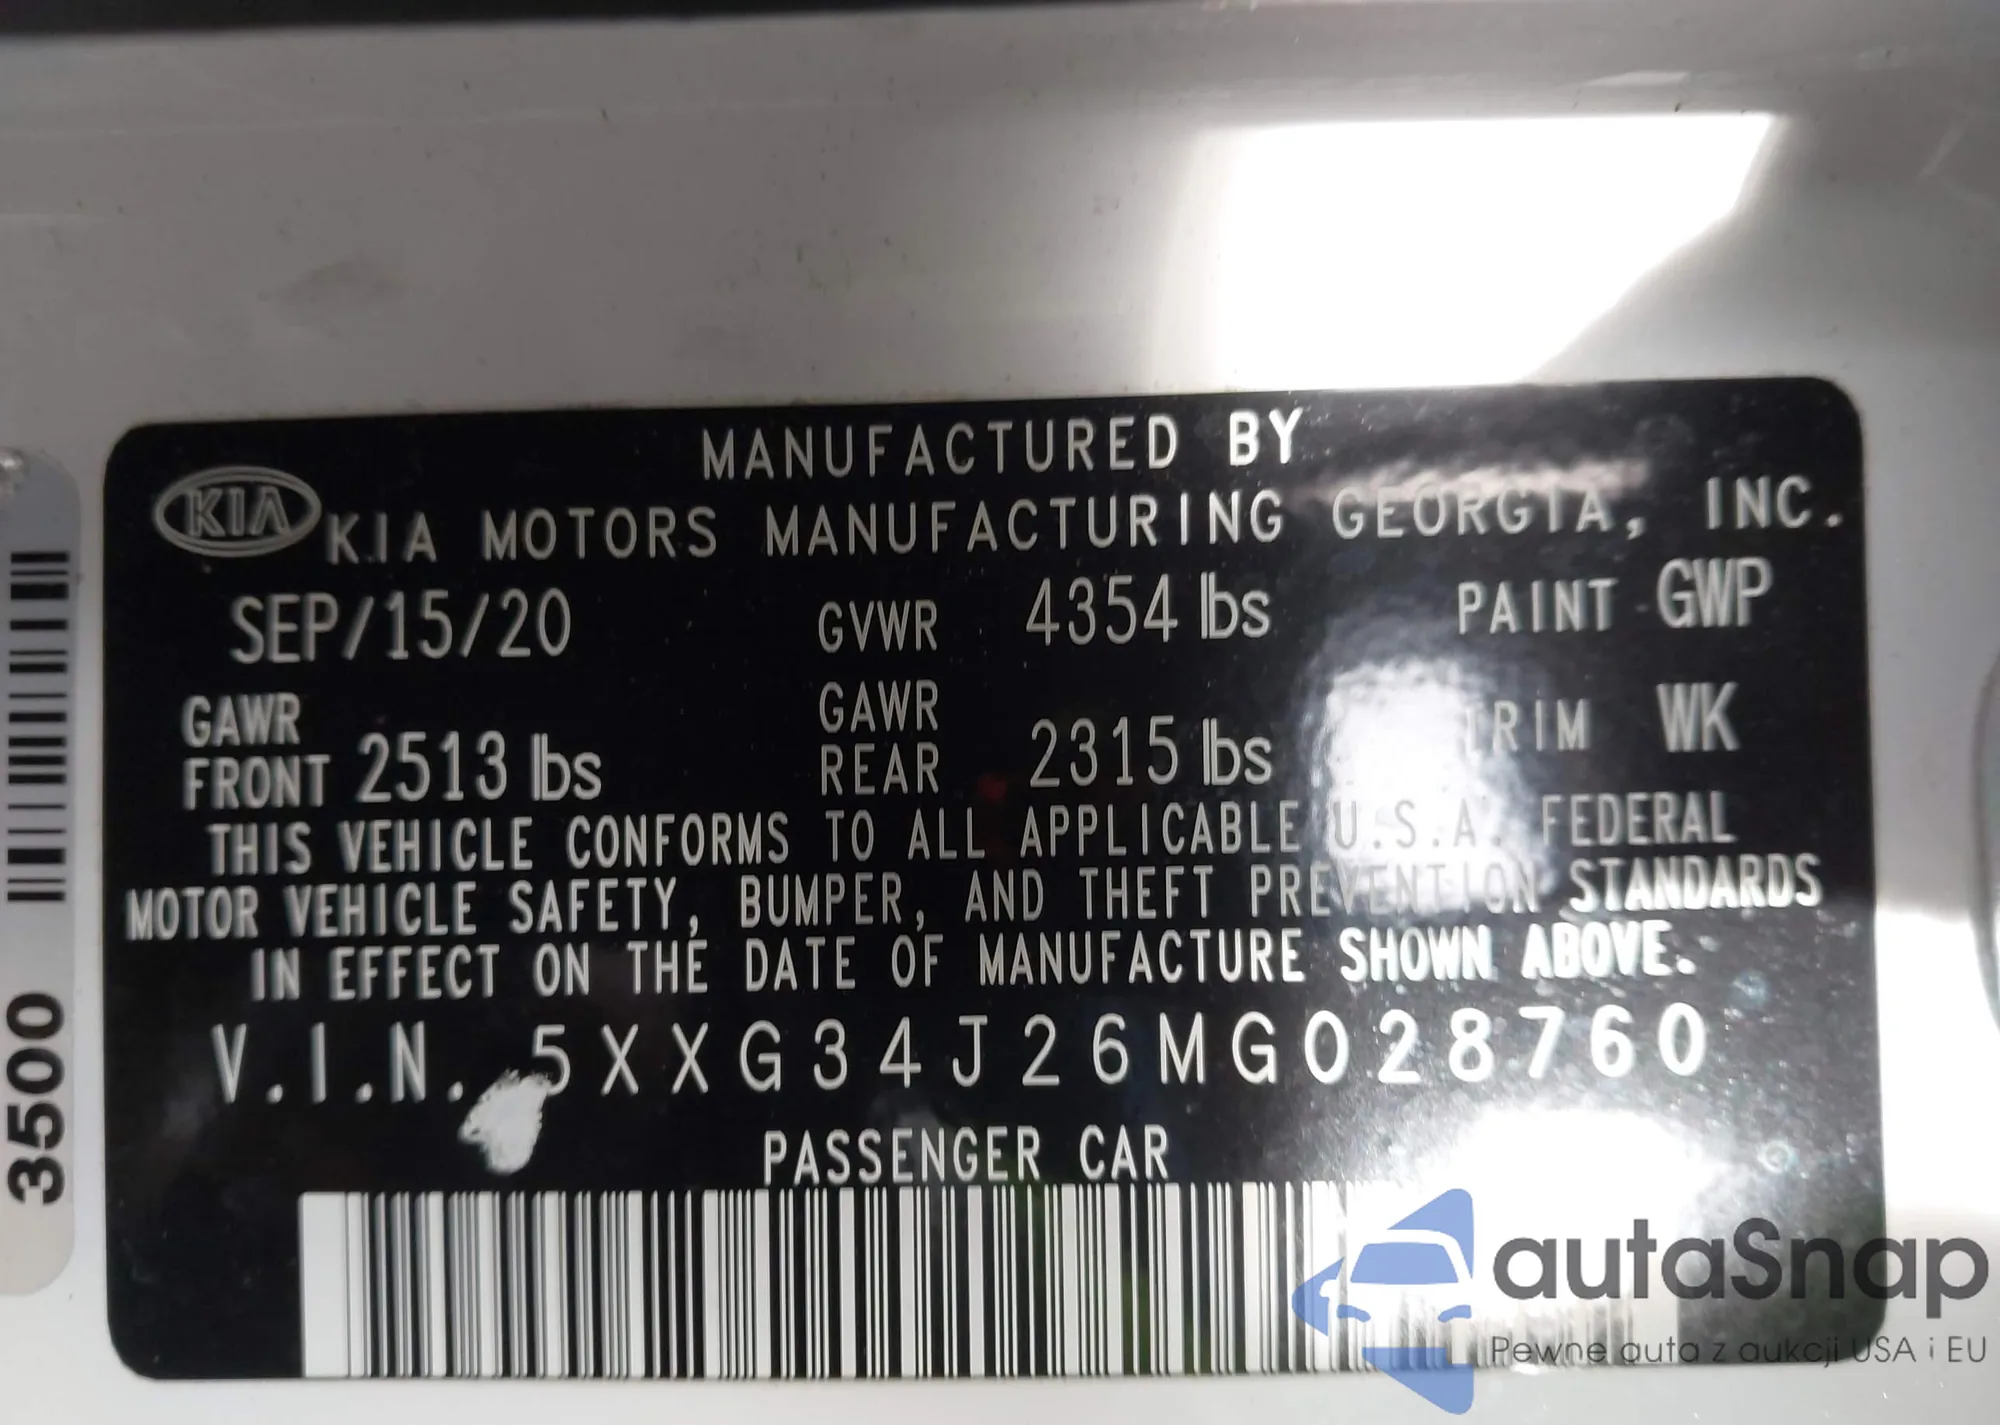 MANUFACTURED BY
KIA
KIA MOTORS MANUFACTURING GEORGIA, INC.
SEP/15/20 GVWR 4354 lbs PAINT GWP
GAWR FRONT 2513 lbs GAWR REAR 2315 lbs TRIM WK
THIS VEHICLE CONFORMS TO ALL APPLICABLE U.S.A. FEDERAL
MOTOR VEHICLE SAFETY, BUMPER, AND THEFT PREVENTION STANDARDS
IN EFFECT ON THE DATE OF MANUFACTURE SHOWN ABOVE.
V.I.N. 5XXG34J26MG028760
PASSENGER CAR
3500
autaSnap
Pewne auta z aukcji USA i EU